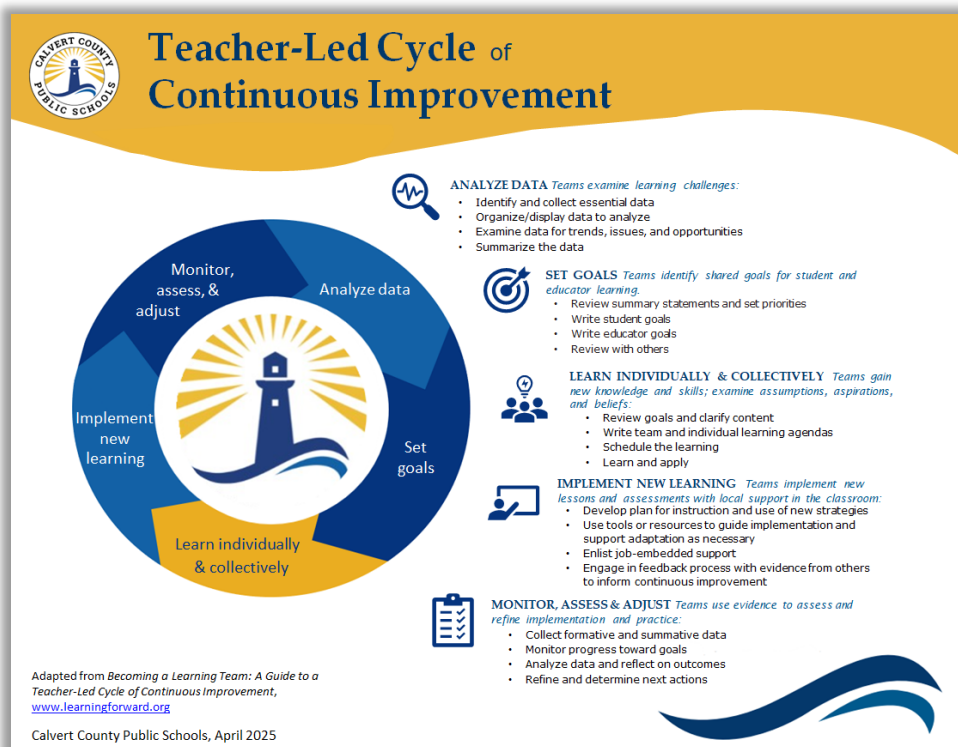 CALVERT COUNTY
PUBLIC SCHOOLS
Teacher-Led Cycle of
Continuous Improvement
ANALYZE DATA Teams examine learning challenges:
• Identify and collect essential data
• Organize/display data to analyze
• Examine data for trends, issues, and opportunities
• Summarize the data
SET GOALS Teams identify shared goals for student and
educator learning.
• Review summary statements and set priorities
• Write student goals
• Write educator goals
• Review with others
LEARN INDIVIDUALLY & COLLECTIVELY Teams gain
new knowledge and skills; examine assumptions, aspirations,
and beliefs:
• Review goals and clarify content
• Write team and individual learning agendas
• Schedule the learning
• Learn and apply
IMPLEMENT NEW LEARNING Teams implement new
lessons and assessments with local support in the classroom:
• Develop plan for instruction and use of new strategies
• Use tools or resources to guide implementation and
support adaptation as necessary
• Enlist job-embedded support
• Engage in feedback process with evidence from others
to inform continuous improvement
MONITOR, ASSESS & ADJUST Teams use evidence to assess and
refine implementation and practice:
• Collect formative and summative data
• Monitor progress toward goals
• Analyze data and reflect on outcomes
• Refine and determine next actions
Monitor,
assess, &
adjust
Analyze data
Set
goals
Learn individually
& collectively
Implement
new
learning
Adapted from Becoming a Learning Team: A Guide to a
Teacher-Led Cycle of Continuous Improvement,
www.learningforward.org
Calvert County Public Schools, April 2025